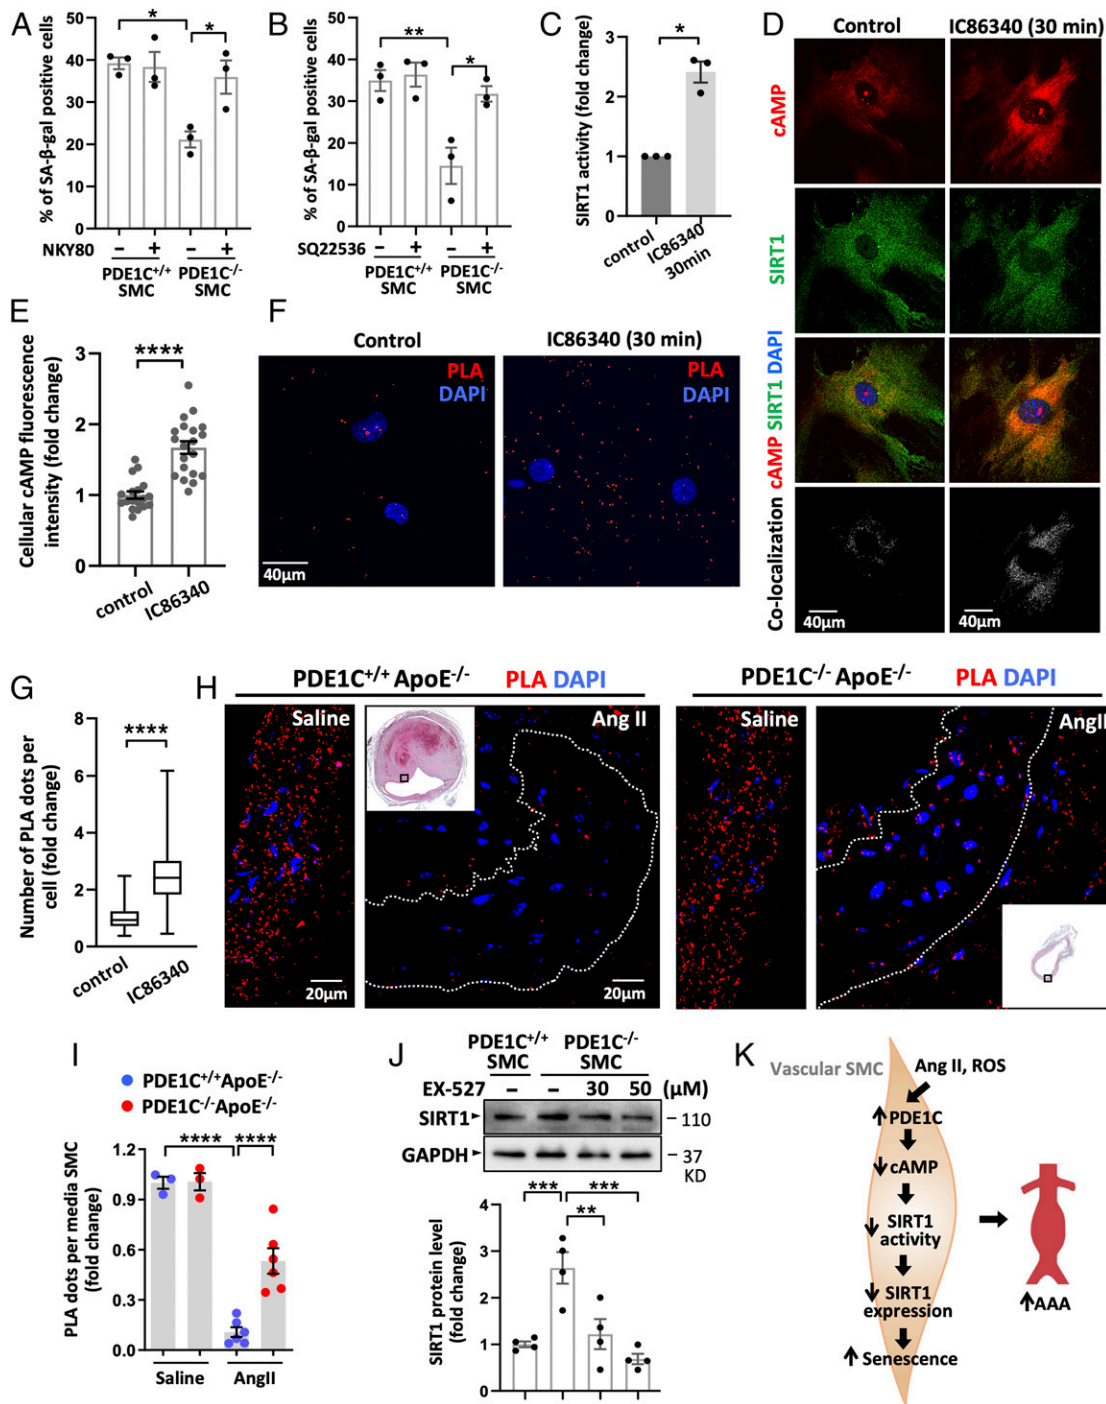 A
% of SA-β-gal positive cells
50
40
30
20
10
0
*
*
NKY80
–
+
–
+
PDE1C+/+
SMC
PDE1C-/-
SMC
B
% of SA-β-gal positive cells
50
40
30
20
10
0
**
*
SQ22536
–
+
–
+
PDE1C+/+
SMC
PDE1C-/-
SMC
C
SIRT1 activity (fold change)
3
2
1
0
*
control
IC86340
30min
D
Control
IC86340 (30 min)
cAMP
SIRT1
cAMP SIRT1 DAPI
Co-localization
40μm
40μm
E
Cellular cAMP fluorescence
intensity (fold change)
3
2
1
0
****
control
IC86340
F
Control
IC86340 (30 min)
PLA
DAPI
PLA
DAPI
40μm
G
Number of PLA dots per
cell (fold change)
8
6
4
2
0
****
control
IC86340
H
PDE1C+/+ ApoE-/-
PLA DAPI
PDE1C-/- ApoE-/-
PLA DAPI
Saline
Ang II
Saline
AngII
20μm
20μm
I
PDE1C+/+ApoE-/-
PDE1C-/-ApoE-/-
PLA dots per media SMC
(fold change)
1.2
0.9
0.6
0.3
0.0
****
****
Saline
AngII
J
PDE1C+/+
SMC
PDE1C-/-
SMC
EX-527
–
–
30
50
(μM)
SIRT1
110
GAPDH
37
KD
SIRT1 protein level
(fold change)
4
3
2
1
0
***
***
**
K
Vascular SMC
Ang II, ROS
↑ PDE1C
↓ cAMP
↓ SIRT1
activity
↓ SIRT1
expression
↑ Senescence
↑AAA